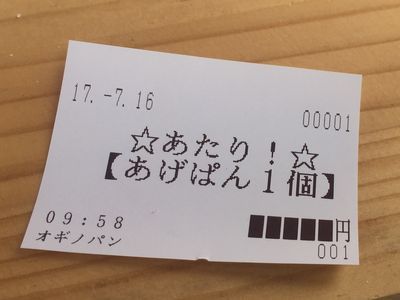 17.-7.16
00001
☆あたり！☆
【あげぱん１個】
09:58
■■■■■円
オギノパン
001